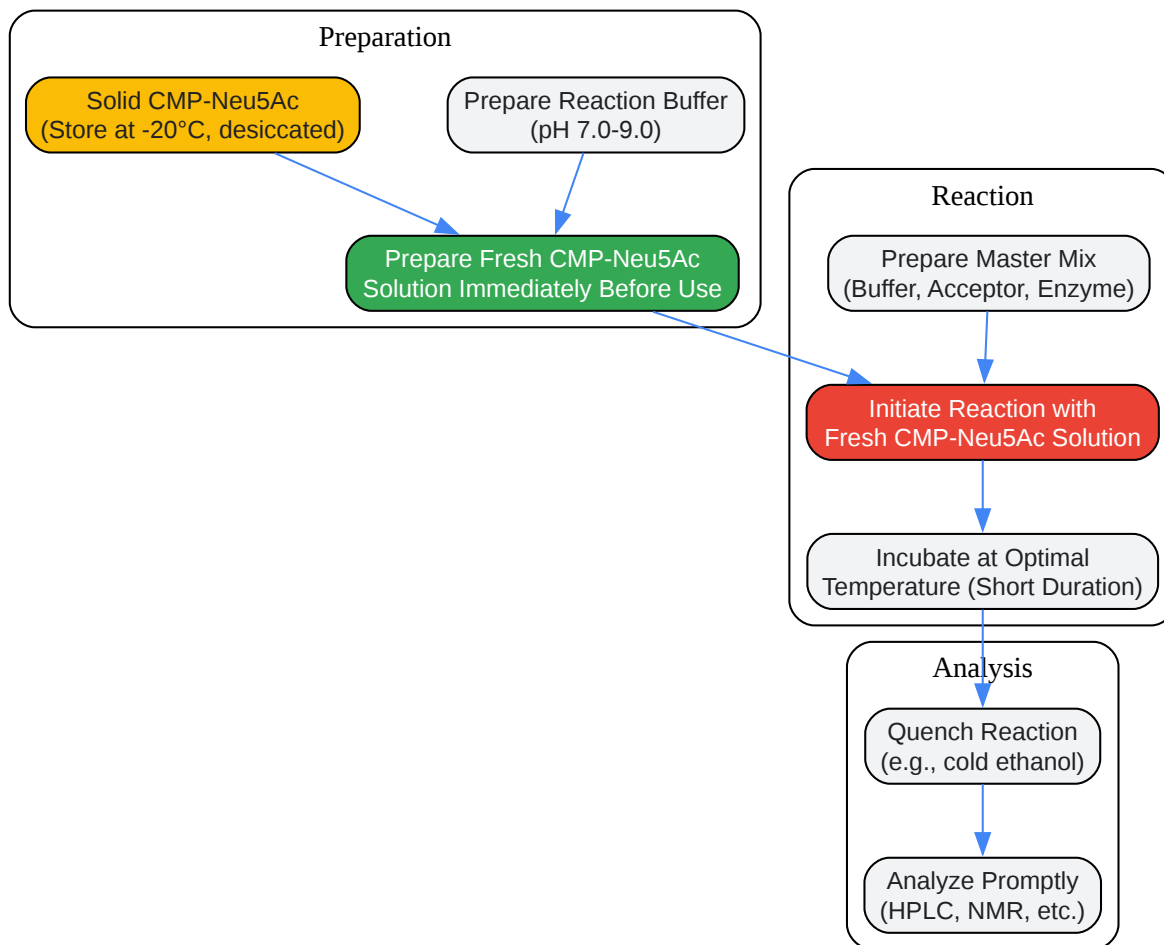 Preparation
Solid CMP-Neu5Ac
(Store at -20°C, desiccated)
Prepare Reaction Buffer
(pH 7.0-9.0)
Prepare Fresh CMP-Neu5Ac
Solution Immediately Before Use
Reaction
Prepare Master Mix
(Buffer, Acceptor, Enzyme)
Initiate Reaction with
Fresh CMP-Neu5Ac Solution
Incubate at Optimal
Temperature (Short Duration)
Analysis
Quench Reaction
(e.g., cold ethanol)
Analyze Promptly
(HPLC, NMR, etc.)